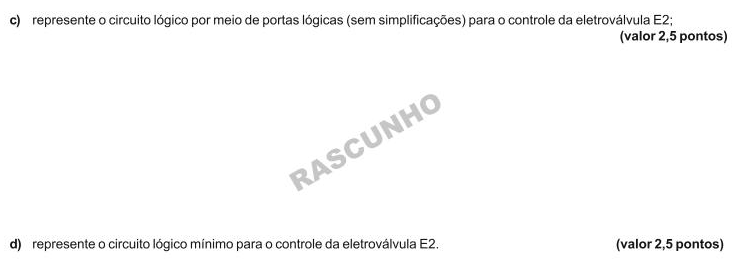 c) represente o circuito lógico por meio de portas lógicas (sem simplificações) para o controle da eletroválvula E2;
(valor 2,5 pontos)
RASCUNHO
d) represente o circuito lógico mínimo para o controle da eletroválvula E2. (valor 2,5 pontos)